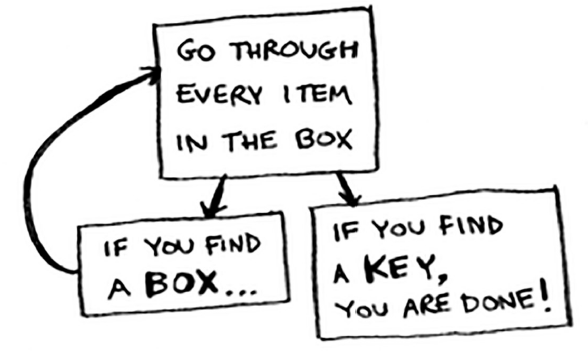 GO THROUGH
EVERY ITEM
IN THE BOX
IF YOU FIND
A BOX...
IF YOU FIND
A KEY,
YOU ARE DONE!